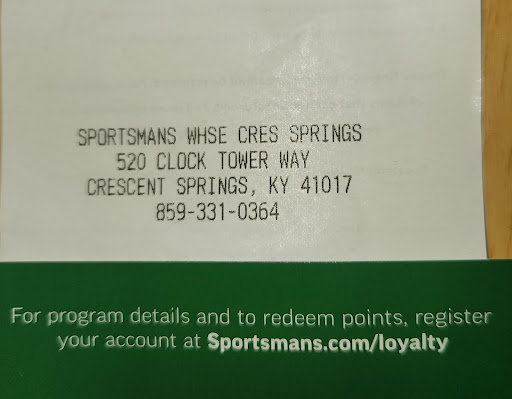 SPORTSMANS WHSE CRES SPRINGS
520 CLOCK TOWER WAY
CRESCENT SPRINGS, KY 41017
859-331-0364
For program details and to redeem points, register
your account at Sportsmans.com/loyalty